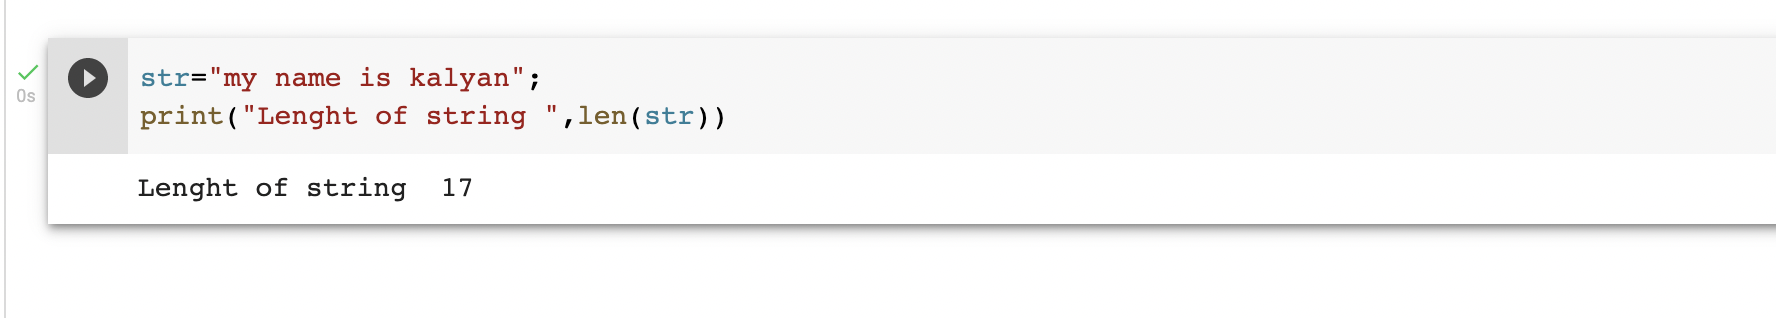 str="my name is kalyan";
print("Lenght of string ",len(str))
0s
Lenght of string  17